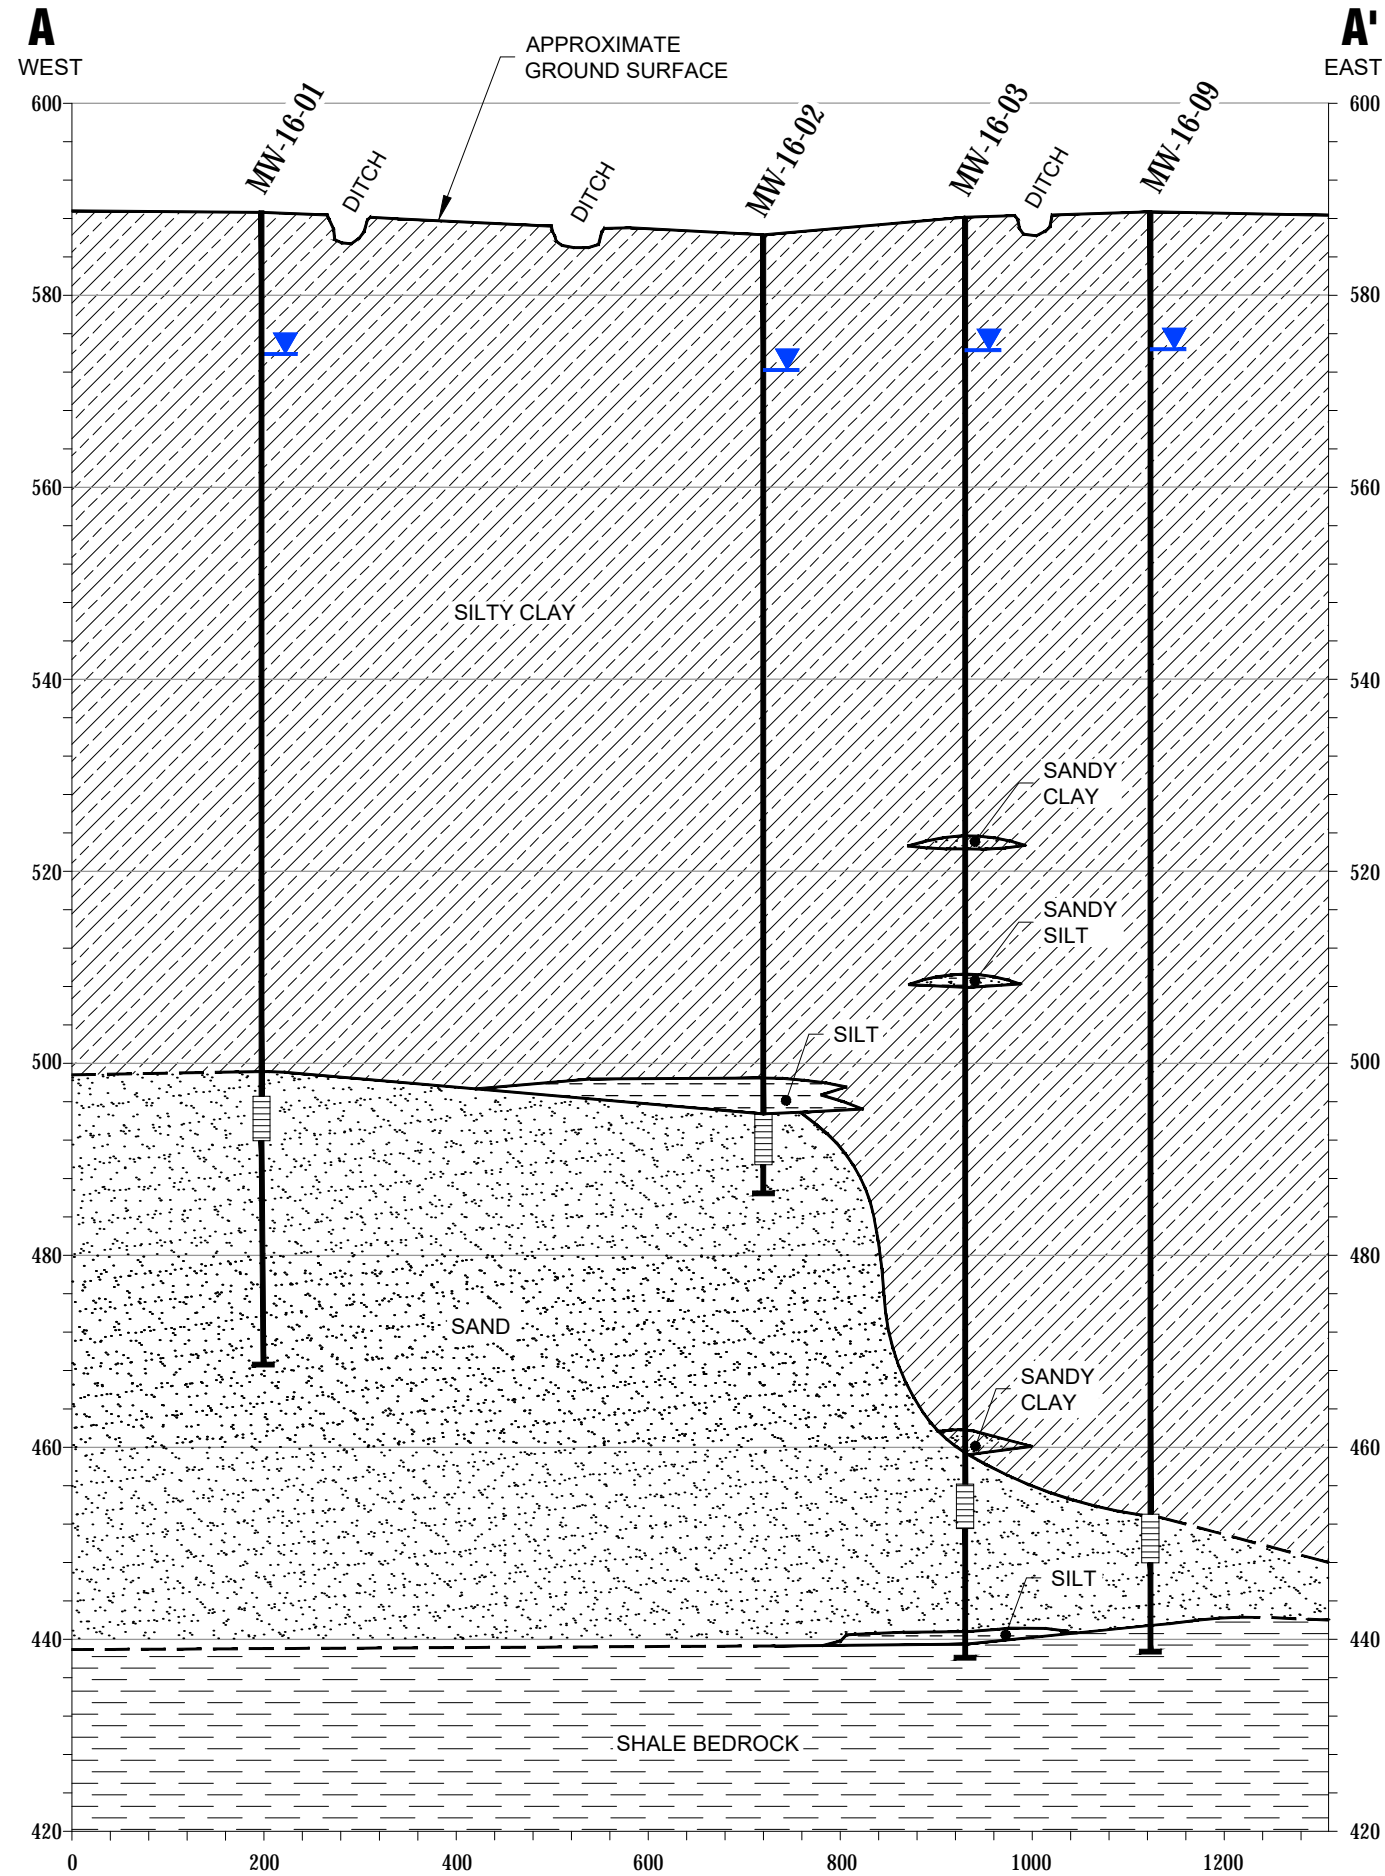 A
A'
WEST
EAST
APPROXIMATE
GROUND SURFACE
MW-16-01
DITCH
DITCH
MW-16-02
MW-16-03
DITCH
MW-16-09
600
600
580
580
560
560
SILTY CLAY
540
540
SANDY
CLAY
520
520
SANDY
SILT
SILT
500
500
480
480
SAND
SANDY
CLAY
460
460
SILT
440
440
SHALE BEDROCK
420
420
0
200
400
600
800
1000
1200